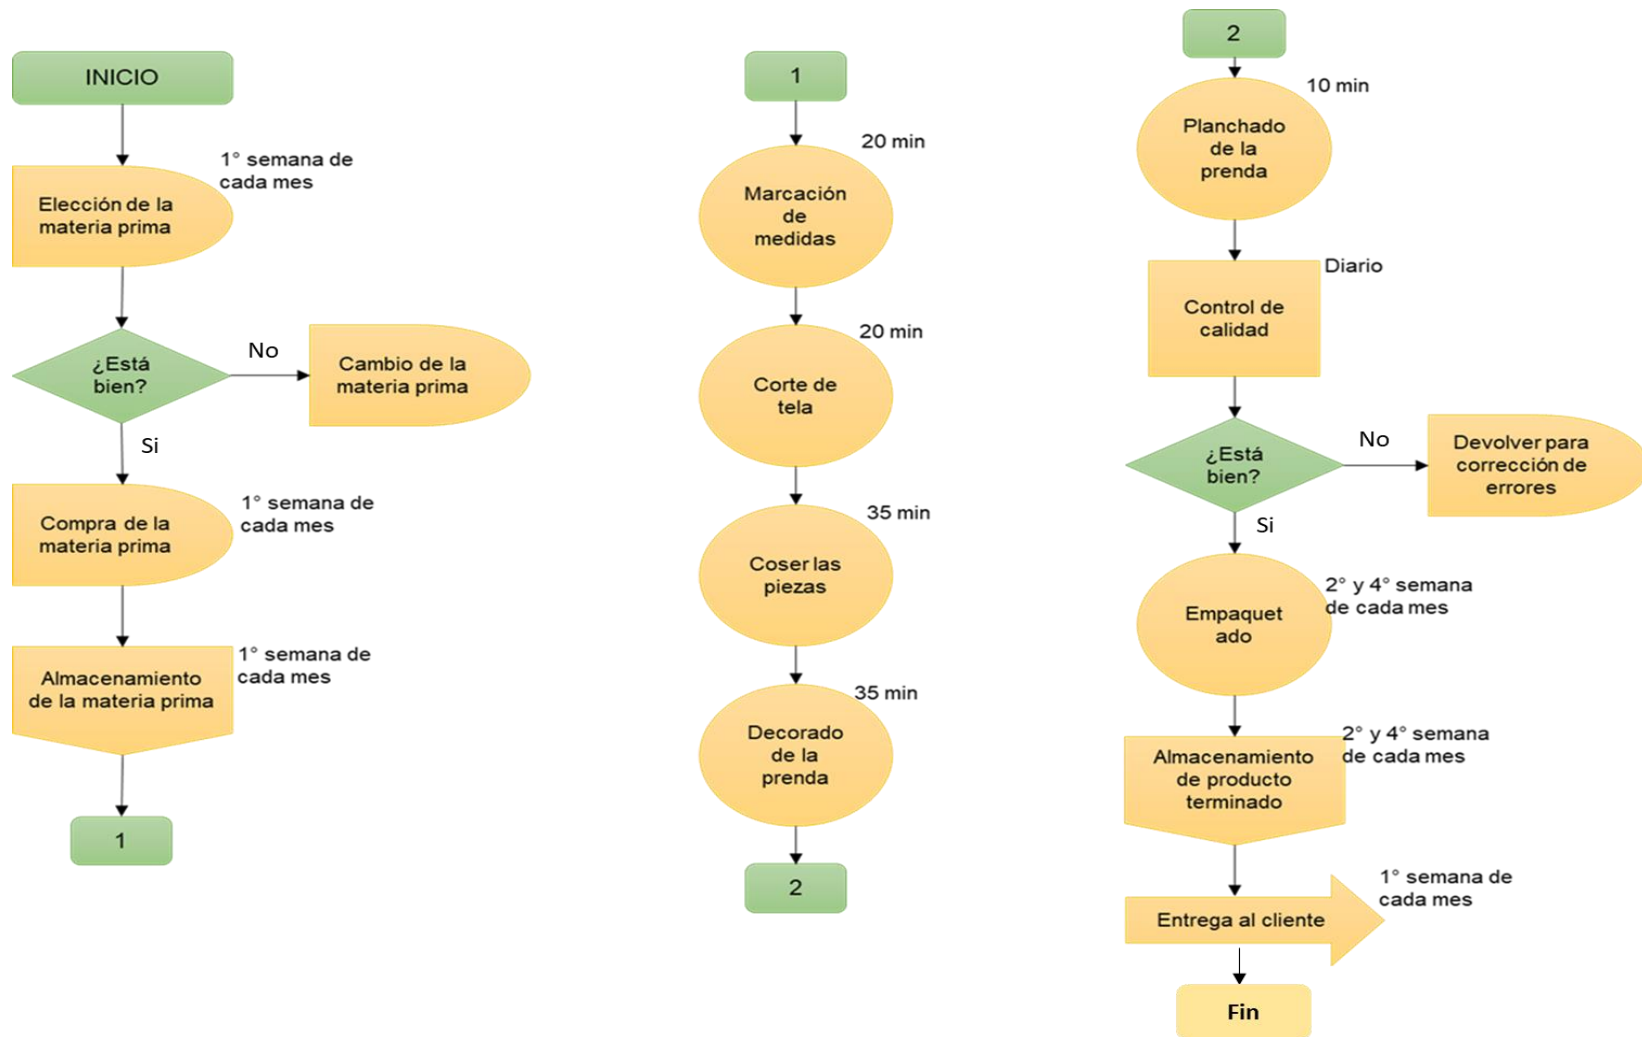 INICIO
1° semana de
cada mes
Elección de la
materia prima
¿Está
bien?
No
Cambio de la
materia prima
Si
1° semana de
cada mes
Compra de la
materia prima
1° semana de
cada mes
Almacenamiento
de la materia prima
1
1
20 min
Marcación
de
medidas
20 min
Corte de
tela
35 min
Coser las
piezas
35 min
Decorado
de la
prenda
2
2
10 min
Planchado
de la
prenda
Diario
Control de
calidad
¿Está
bien?
No
Devolver para
corrección de
errores
Si
2° y 4° semana
de cada mes
Empaquet
ado
2° y 4° semana
de cada mes
Almacenamiento
de producto
terminado
1° semana de
cada mes
Entrega al cliente
Fin